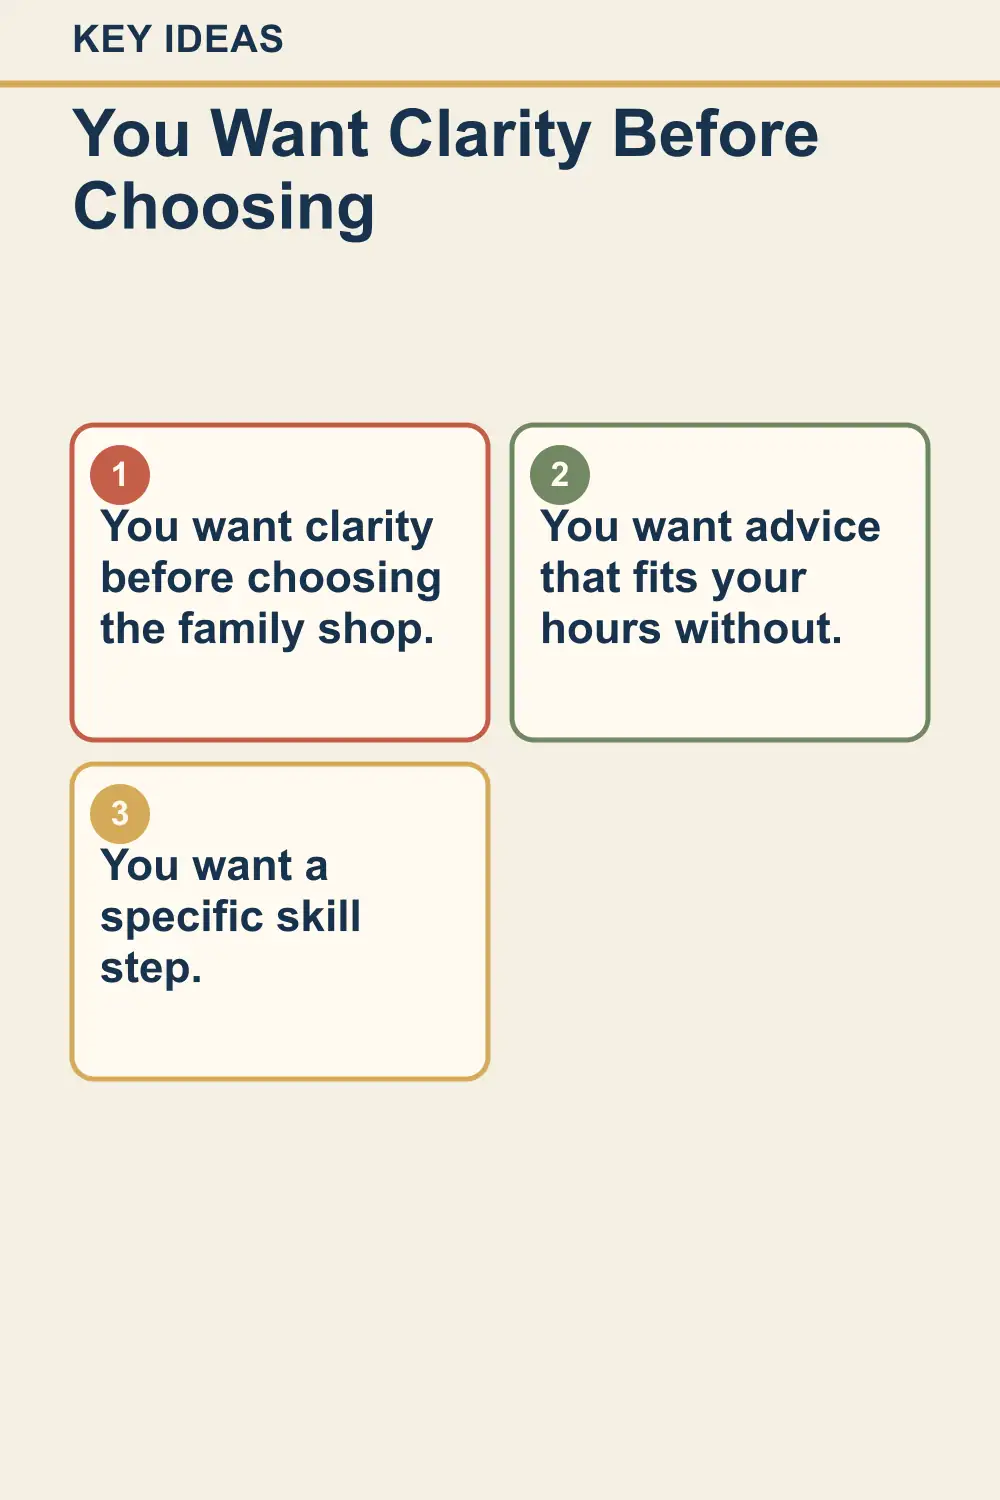 KEY IDEAS
You Want Clarity Before
Choosing
1
You want clarity
before choosing
the family shop.
2
You want advice
that fits your
hours without.
3
You want a
specific skill
step.